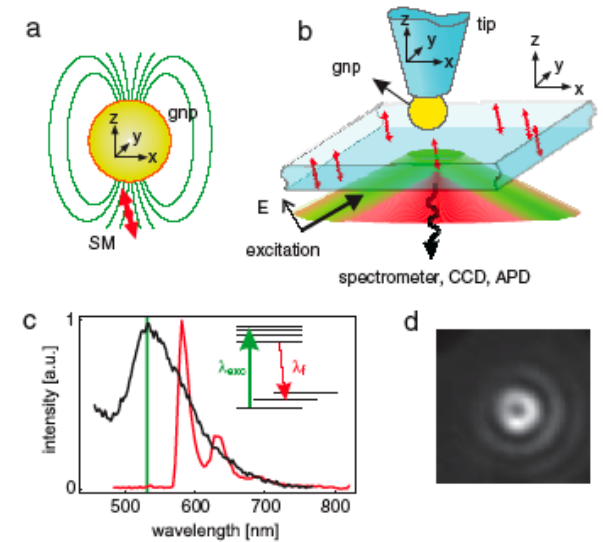 a
gnp
z
y
x
SM
b
tip
z
y
x
gnp
z
y
x
E
excitation
spectrometer, CCD, APD
c
1
0
intensity [a.u.]
λexc
λf
500
600
700
800
wavelength [nm]
d